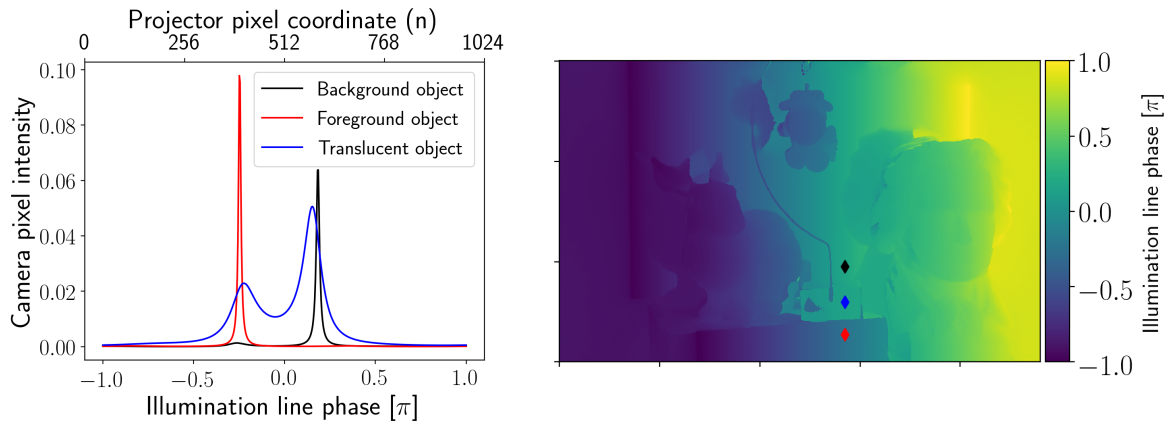 Projector pixel coordinate (n)
0 256 512 768 1024
Camera pixel intensity
0.10
0.08
0.06
0.04
0.02
0.00
Background object
Foreground object
Translucent object
−1.0 −0.5 0.0 0.5 1.0
Illumination line phase [π]
1.0
0.5
0.0
−0.5
−1.0
Illumination line phase [π]